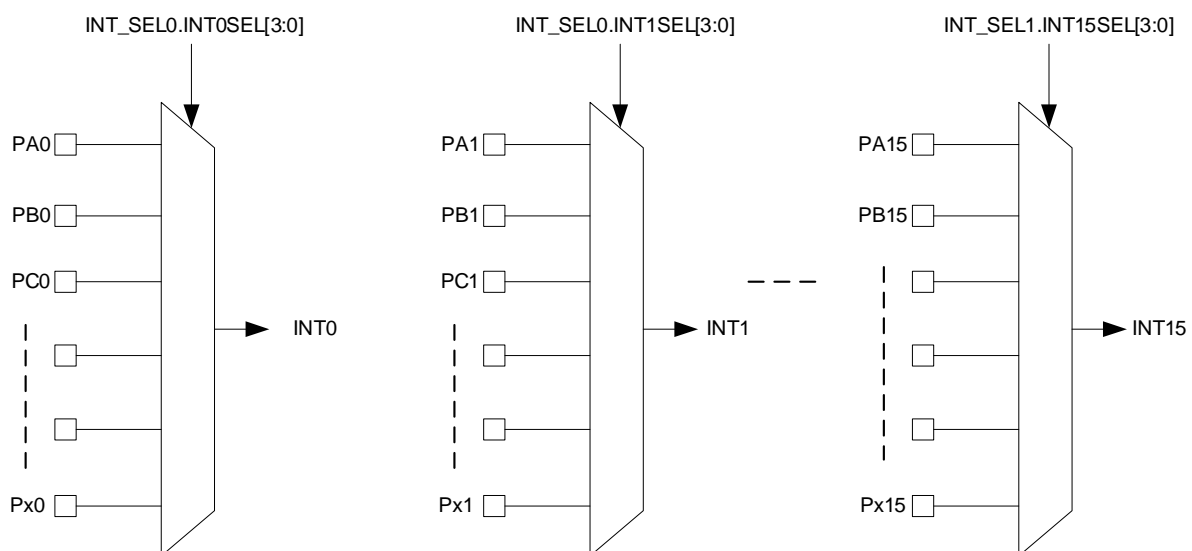 INT_SEL0.INT0SEL[3:0]
INT_SEL0.INT1SEL[3:0]
INT_SEL1.INT15SEL[3:0]
PA0
PB0
PC0
Px0
INT0
PA1
PB1
PC1
Px1
INT1
PA15
PB15
Px15
INT15